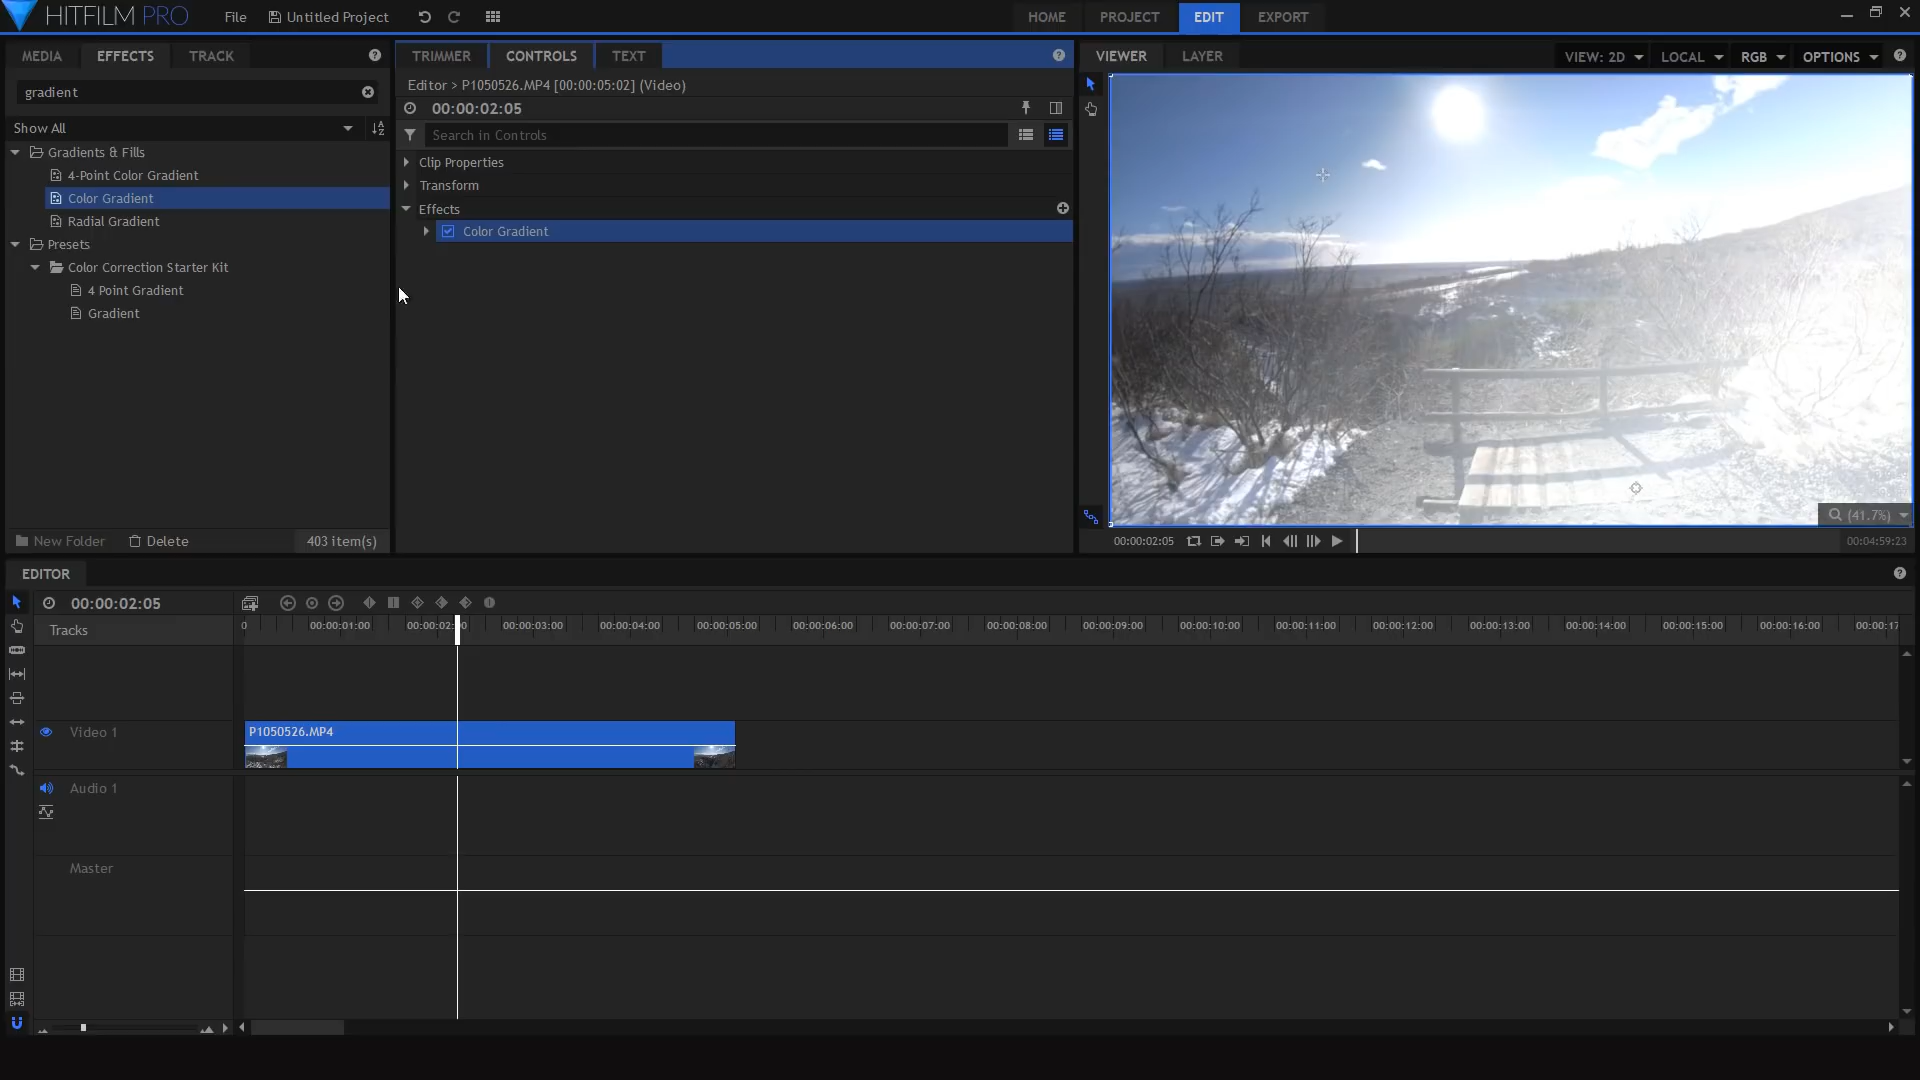 HITFILM PRO
File
Untitled Project
HOME
PROJECT
EDIT
EXPORT
MEDIA
EFFECTS
TRACK
gradient
Show All
Gradients & Fills
4-Point Color Gradient
Color Gradient
Radial Gradient
Presets
Color Correction Starter Kit
4 Point Gradient
Gradient
New Folder
Delete
403 item(s)
TRIMMER
CONTROLS
TEXT
Editor > P1050526.MP4 [00:00:05:02] (Video)
00:00:02:05
Search in Controls
Clip Properties
Transform
Effects
Color Gradient
VIEWER
LAYER
VIEW: 2D
LOCAL
RGB
OPTIONS
(41.7%)
00:00:02:05
00:04:59:23
EDITOR
00:00:02:05
Tracks
0
00:00:01:00
00:00:02:00
00:00:03:00
00:00:04:00
00:00:05:00
00:00:06:00
00:00:07:00
00:00:08:00
00:00:09:00
00:00:10:00
00:00:11:00
00:00:12:00
00:00:13:00
00:00:14:00
00:00:15:00
00:00:16:00
00:00:17
Video 1
P1050526.MP4
Audio 1
Master